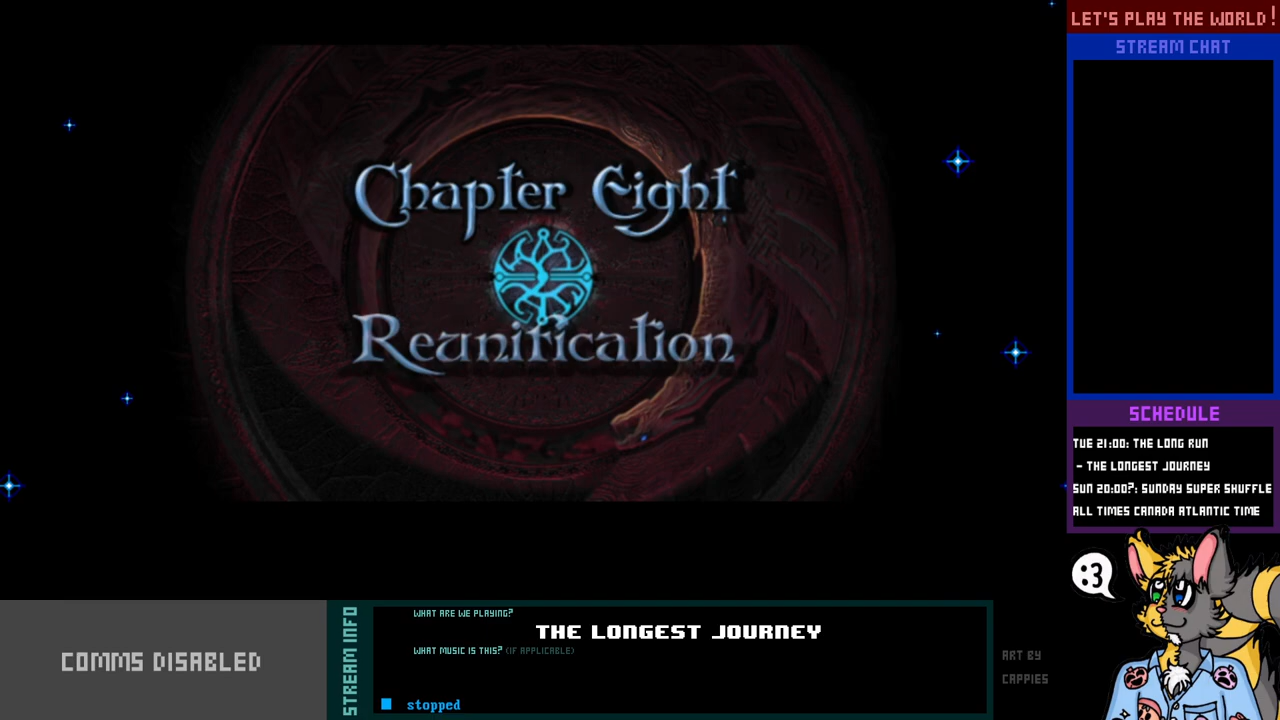 LET'S PLAY THE WORLD!
STREAM CHAT
Chapter Eight
Reunification
SCHEDULE
TUE 21:00: THE LONG RUN
- THE LONGEST JOURNEY
SUN 20:00?: SUNDAY SUPER SHUFFLE
ALL TIMES CANADA ATLANTIC TIME
:3
COMMS DISABLED
STREAM INFO
WHAT ARE WE PLAYING?
THE LONGEST JOURNEY
WHAT MUSIC IS THIS? (IF APPLICABLE)
stopped
ART BY
CAPPIES